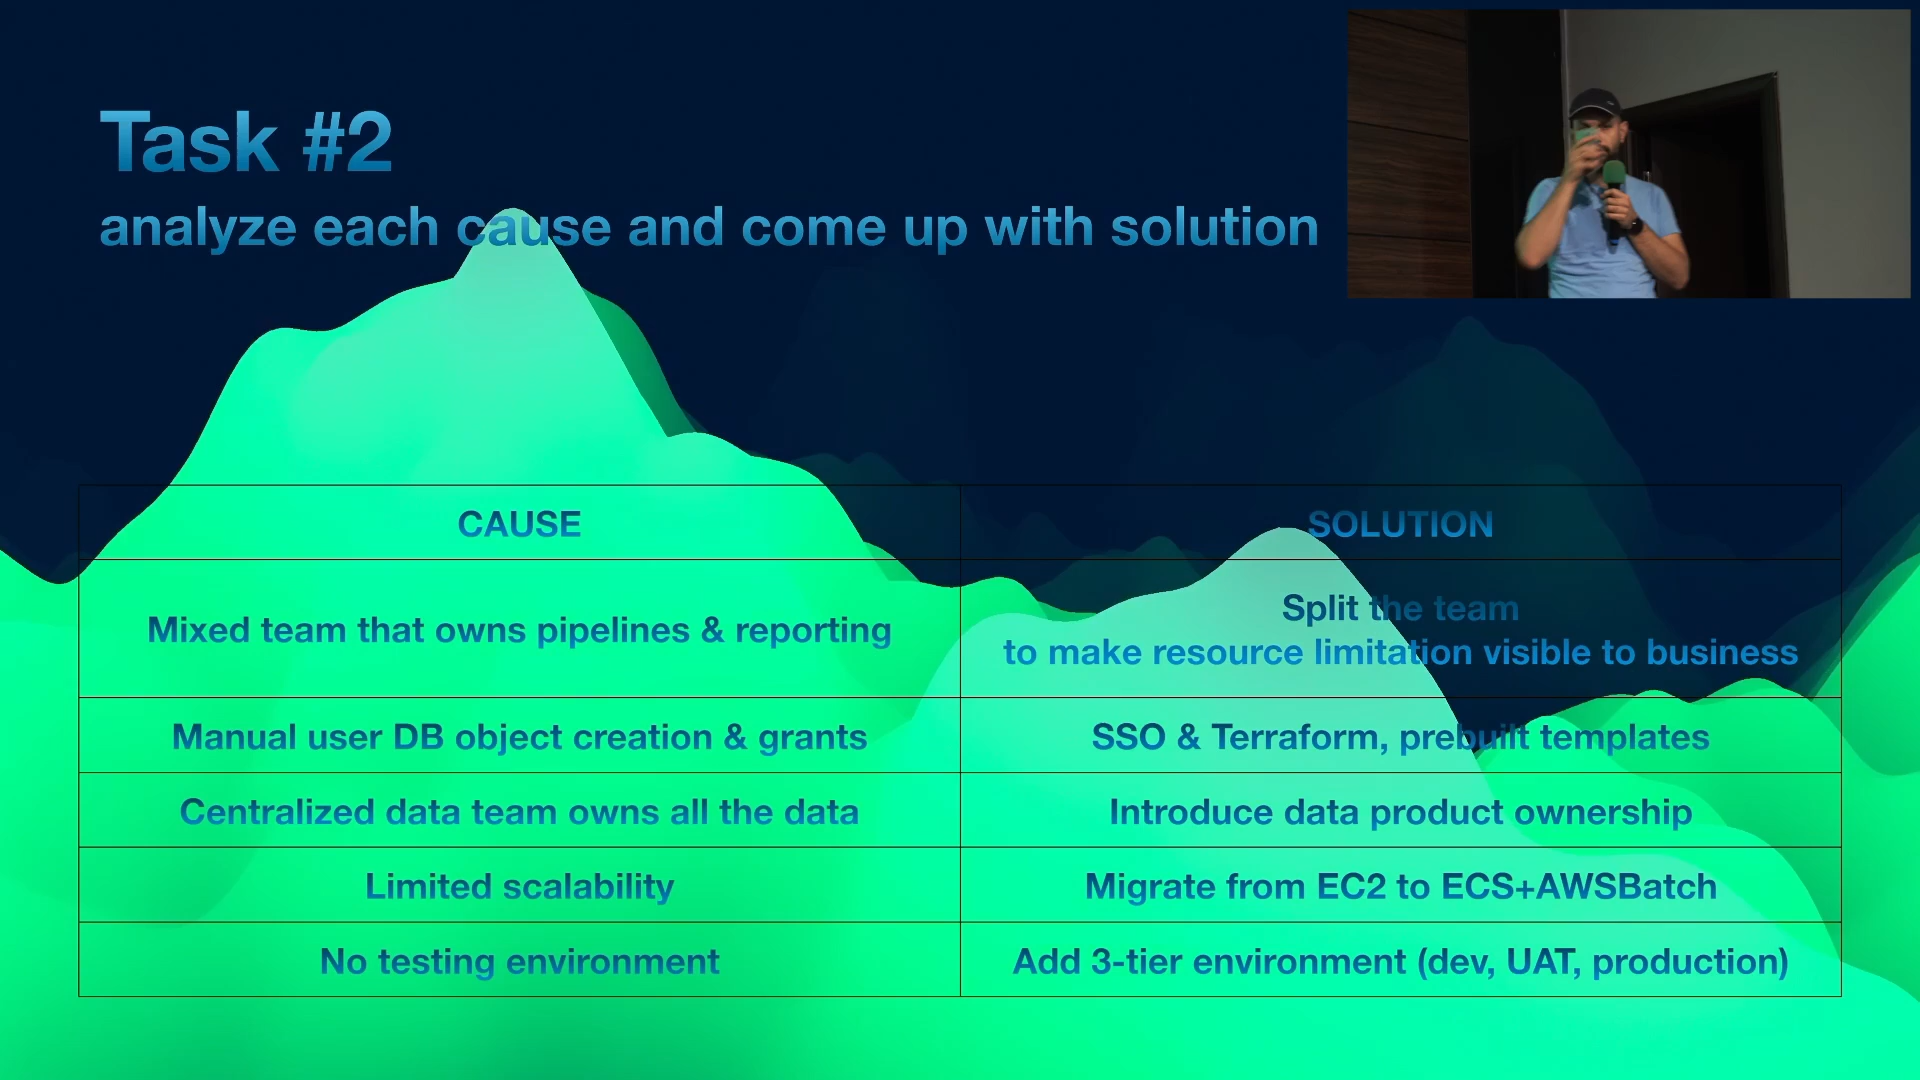 Task #2
analyze each cause and come up with solution
CAUSE
SOLUTION
Mixed team that owns pipelines & reporting
Split the team
to make resource limitation visible to business
Manual user DB object creation & grants
SSO & Terraform, prebuilt templates
Centralized data team owns all the data
Introduce data product ownership
Limited scalability
Migrate from EC2 to ECS+AWSBatch
No testing environment
Add 3-tier environment (dev, UAT, production)